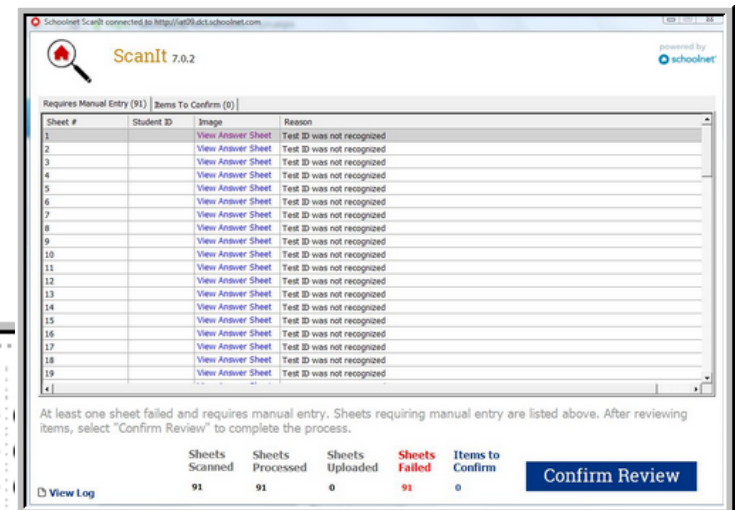 Schoolnet ScanIt connected to http://iat09.dct.schoolnet.com
ScanIt 7.0.2
powered by
schoolnet
Requires Manual Entry (91) Items To Confirm (0)
Sheet # Student ID Image Reason
1 View Answer Sheet Test ID was not recognized
2 View Answer Sheet Test ID was not recognized
3 View Answer Sheet Test ID was not recognized
4 View Answer Sheet Test ID was not recognized
5 View Answer Sheet Test ID was not recognized
6 View Answer Sheet Test ID was not recognized
7 View Answer Sheet Test ID was not recognized
8 View Answer Sheet Test ID was not recognized
9 View Answer Sheet Test ID was not recognized
10 View Answer Sheet Test ID was not recognized
11 View Answer Sheet Test ID was not recognized
12 View Answer Sheet Test ID was not recognized
13 View Answer Sheet Test ID was not recognized
14 View Answer Sheet Test ID was not recognized
15 View Answer Sheet Test ID was not recognized
16 View Answer Sheet Test ID was not recognized
17 View Answer Sheet Test ID was not recognized
18 View Answer Sheet Test ID was not recognized
19 View Answer Sheet Test ID was not recognized
At least one sheet failed and requires manual entry. Sheets requiring manual entry are listed above. After reviewing
items, select "Confirm Review" to complete the process.
Sheets Sheets Sheets Sheets Items to
Scanned Processed Uploaded Failed Confirm
91 91 0 91 0
Confirm Review
View Log